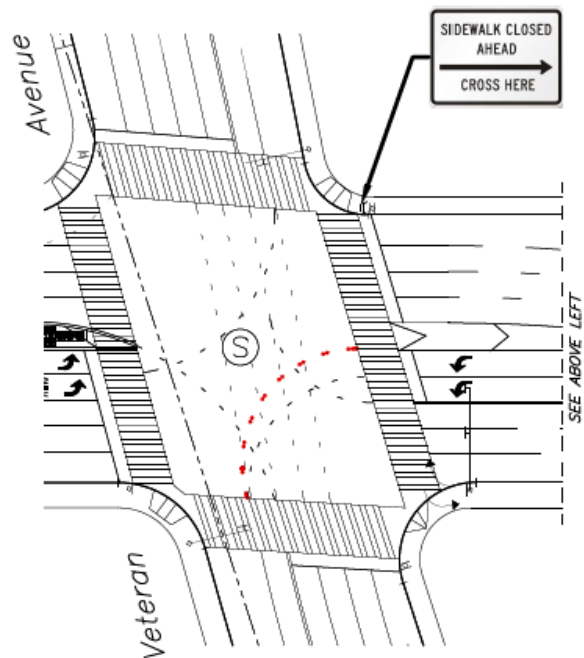 SIDEWALK CLOSED
AHEAD
CROSS HERE
Avenue
S
SEE ABOVE LEFT
Veteran